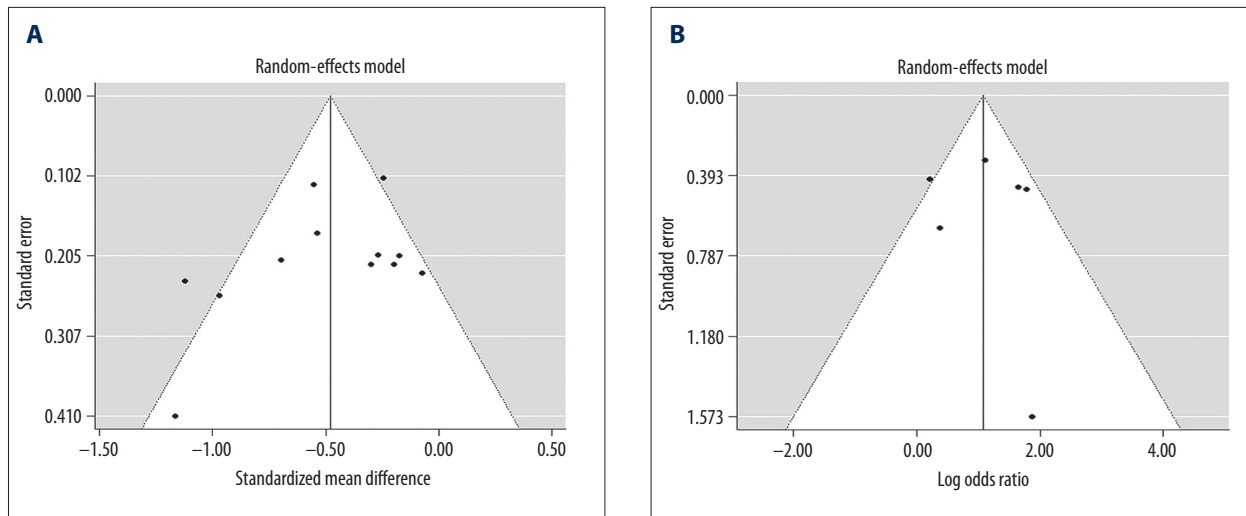 A
Random-effects model
Standard error
0.000
0.102
0.205
0.307
0.410
−1.50
−1.00
−0.50
0.00
0.50
Standardized mean difference
B
Random-effects model
Standard error
0.000
0.393
0.787
1.180
1.573
−2.00
0.00
2.00
4.00
Log odds ratio